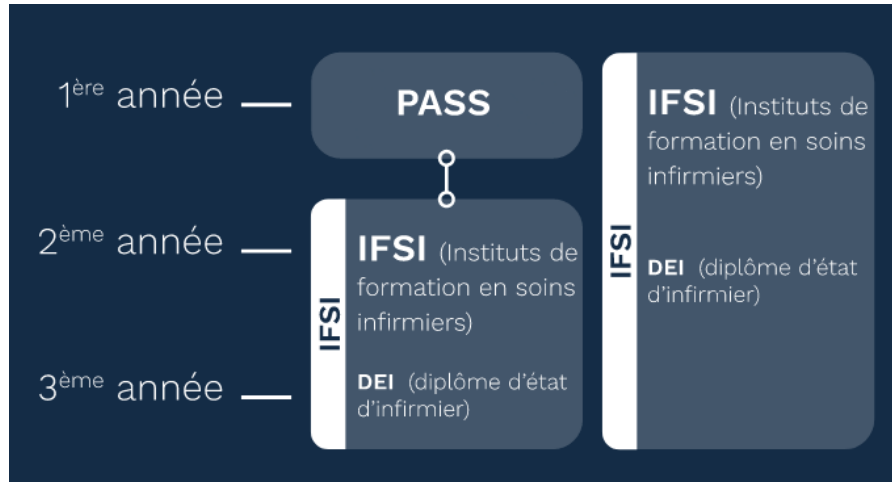 1ère année
PASS
2ème année
IFSI
IFSI (Instituts de
formation en soins
infirmiers)
3ème année
DEI (diplôme d'état
d'infirmier)
IFSI
IFSI (Instituts de
formation en soins
infirmiers)
DEI (diplôme d'état
d'infirmier)